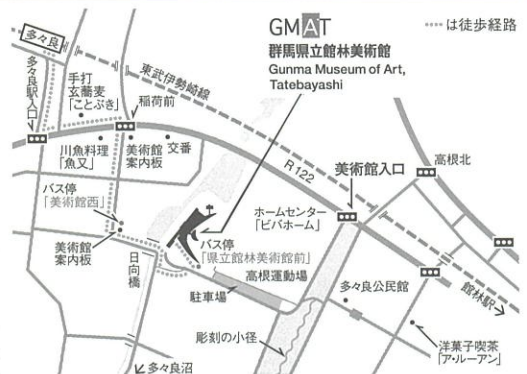 GMAT
群馬県立館林美術館
Gunma Museum of Art,
Tatebayashi
は徒歩経路
多々良
多々良駅入口
手打
玄蕎麦
「ことぶき」
稲荷前
東武伊勢崎線
川魚料理
「魚又」
美術館
案内板
交番
R122
美術館入口
高根北
バス停
「美術館西」
美術館
案内板
日向橋
バス停
「県立館林美術館前」
ホームセンター
「ビバホーム」
高根運動場
駐車場
多々良公民館
館林駅
彫刻の小径
洋菓子喫茶
「ア・ルーアン」
多々良沼